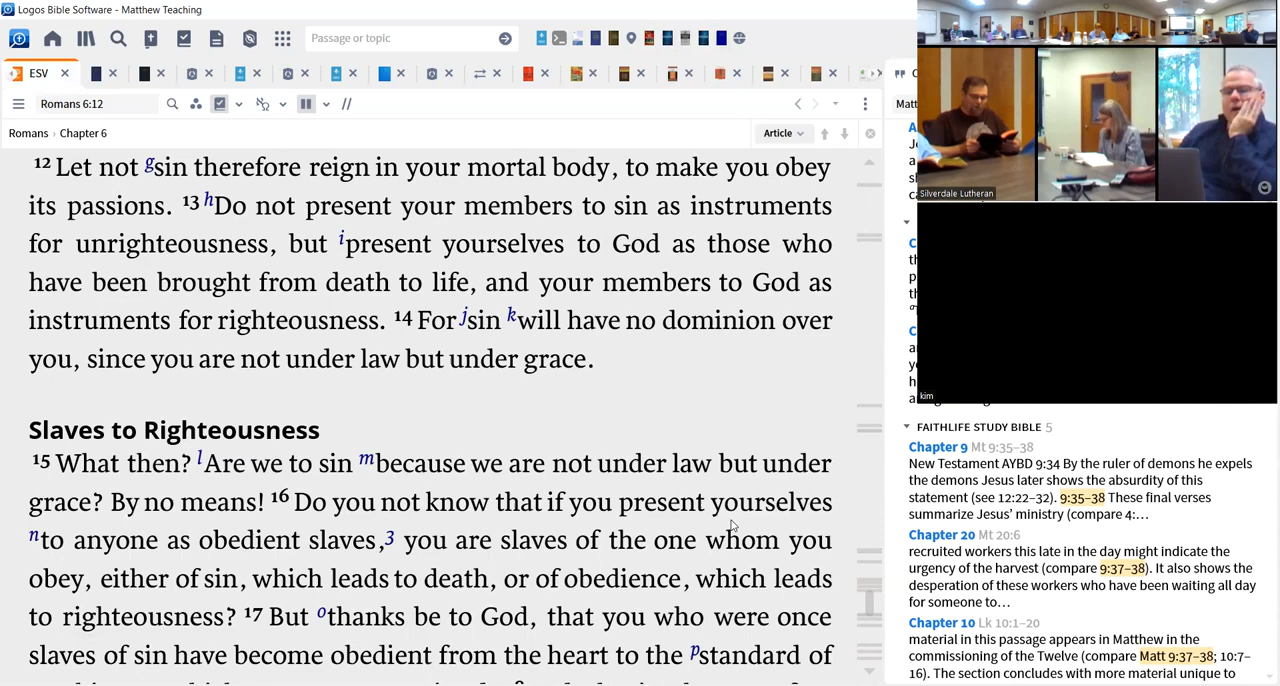 Logos Bible Software - Matthew Teaching
Passage or topic
ESV
Romans 6:12
Matt
Romans › Chapter 6
Article
12 Let not g sin therefore reign in your mortal body, to make you obey
its passions. 13 h Do not present your members to sin as instruments
for unrighteousness, but i present yourselves to God as those who
have been brought from death to life, and your members to God as
instruments for righteousness. 14 For j sin k will have no dominion over
you, since you are not under law but under grace.
Slaves to Righteousness
15 What then? l Are we to sin m because we are not under law but under
grace? By no means! 16 Do you not know that if you present yourselves
n to anyone as obedient slaves,3 you are slaves of the one whom you
obey, either of sin, which leads to death, or of obedience, which leads
to righteousness? 17 But o thanks be to God, that you who were once
slaves of sin have become obedient from the heart to the p standard of
Silverdale Lutheran
kim
FAITHLIFE STUDY BIBLE 5
Chapter 9 Mt 9:35–38
New Testament AYBD 9:34 By the ruler of demons he expels
the demons Jesus later shows the absurdity of this
statement (see 12:22–32). 9:35–38 These final verses
summarize Jesus’ ministry (compare 4:…
Chapter 20 Mt 20:6
recruited workers this late in the day might indicate the
urgency of the harvest (compare 9:37–38). It also shows the
desperation of these workers who have been waiting all day
for someone to…
Chapter 10 Lk 10:1–20
material in this passage appears in Matthew in the
commissioning of the Twelve (compare Matt 9:37–38; 10:7–
16). The section concludes with more material unique to